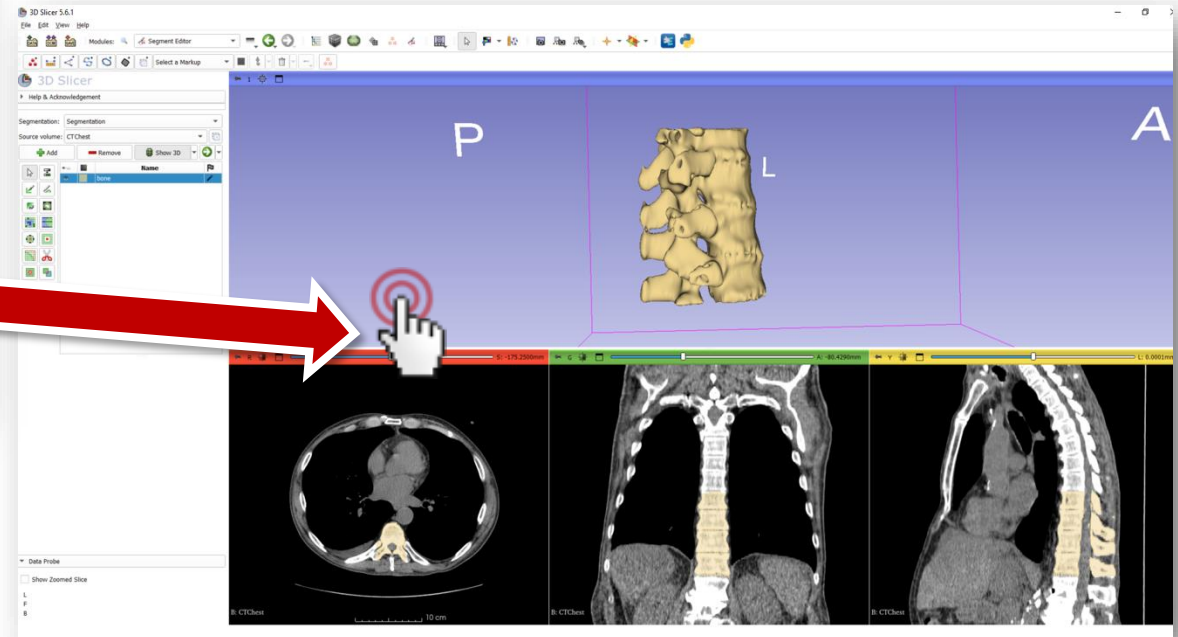 3D Slicer 5.6.1
File Edit View Help
Modules: Segment Editor
Select a Markup
3D Slicer
Help & Acknowledgement
1
Segmentation: Segmentation
Source volume: CTChest
Add Remove Show 3D
Name
bone
P
L
A
R S: -175.2500mm
G A: -80.4290mm
Y L: 0.0001mm
Data Probe
Show Zoomed Slice
L
F
B
B: CTChest
10 cm
B: CTChest
B: CTChest